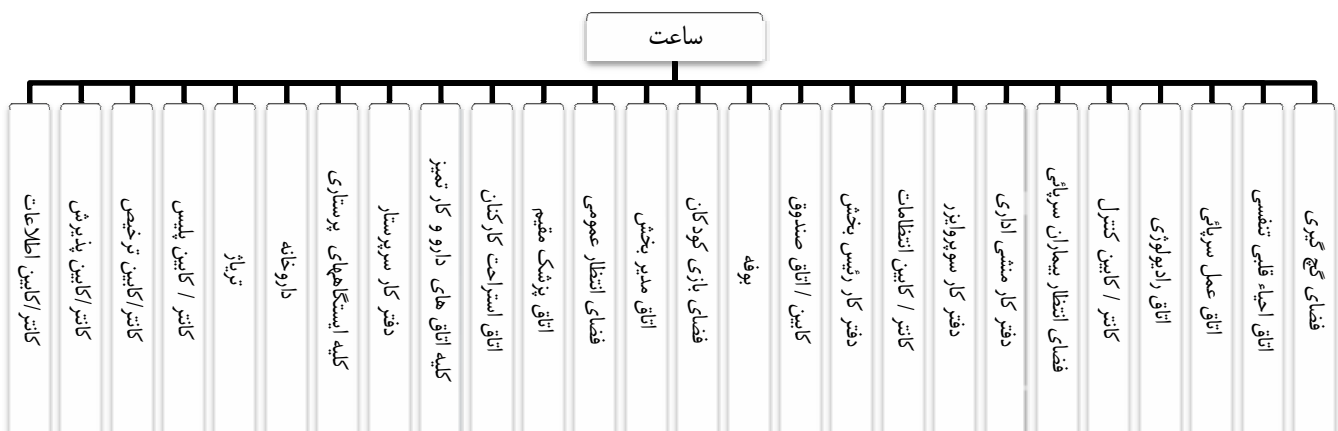 ساعت
فضای گچ گیری
اتاق احیاء قلبی تنفسی
اتاق عمل سرپائی
اتاق رادیولوژی
کانتر / کابین کنترل
فضای انتظار بیماران سرپائی
دفتر کار منشی اداری
دفتر کار سوپروایزر
کانتر / کابین انتظامات
دفتر کار رئیس بخش
کابین / اتاق صندوق
بوفه
فضای بازی کودکان
اتاق مدیر بخش
فضای انتظار عمومی
اتاق پزشک مقیم
اتاق استراحت کارکنان
کلیه اتاق های دارو و کار تمیز
دفتر کار سرپرستار
کلیه ایستگاههای پرستاری
داروخانه
تریاژ
کانتر / کابین پلیس
کانتر/کابین ترخیص
کانتر/کابین پذیرش
کانتر/کابین اطلاعات